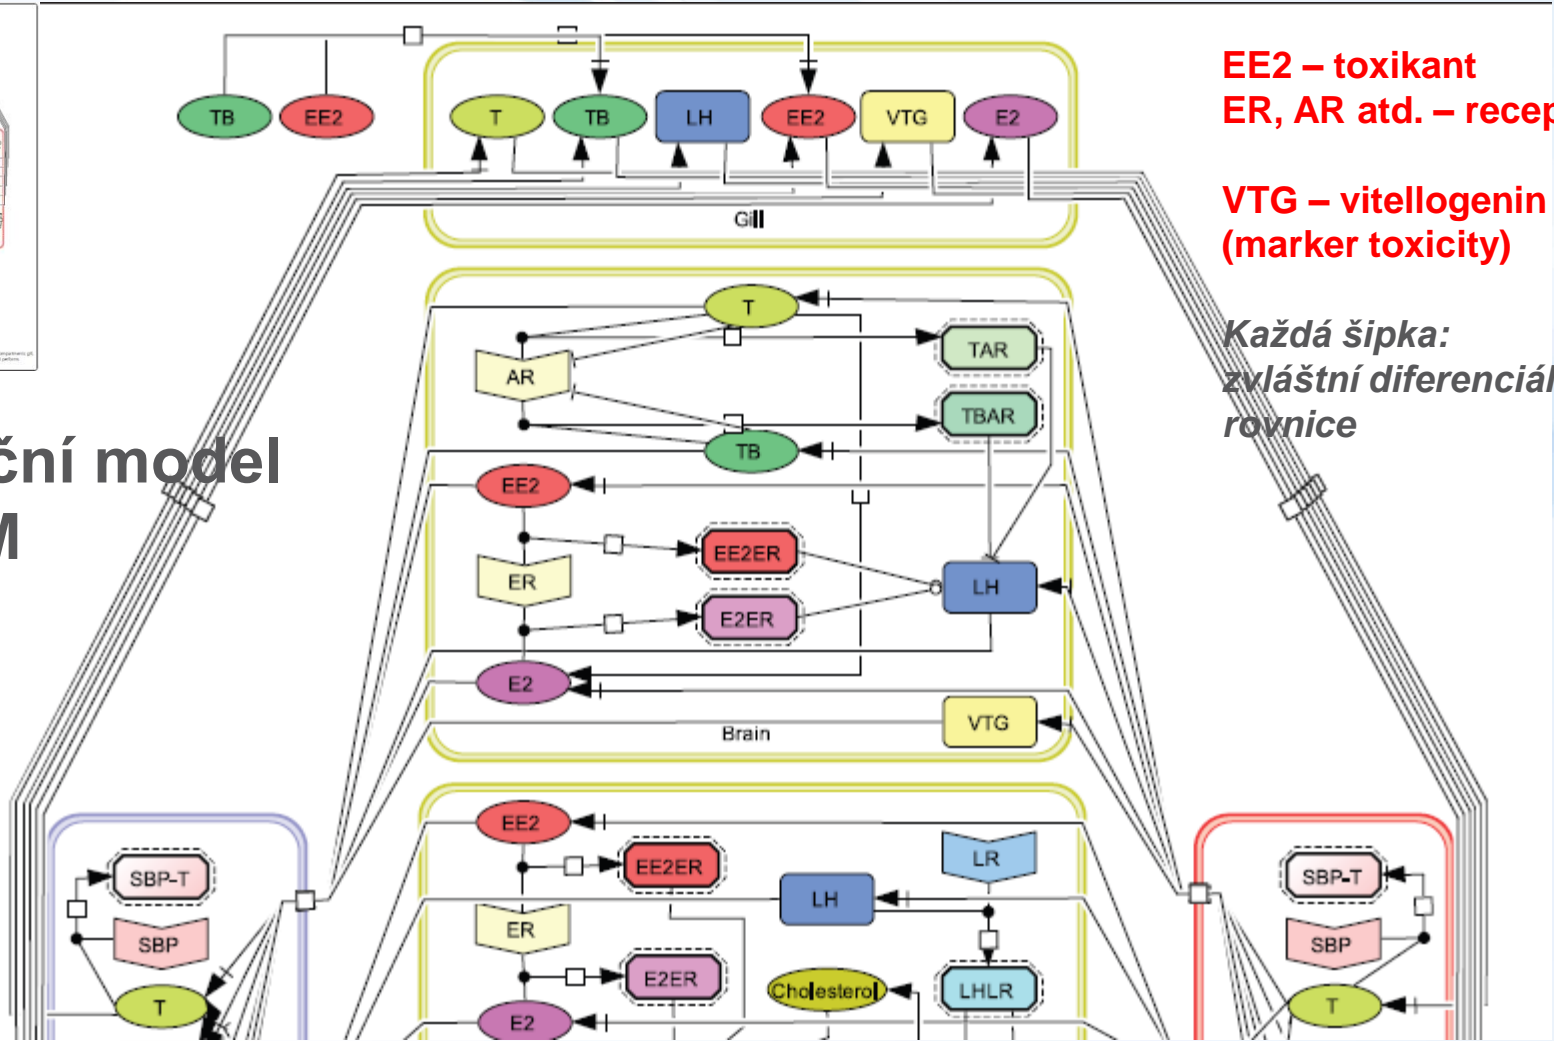 TB
EE2
T
TB
LH
EE2
VTG
E2
Gill
EE2 – toxikant
ER, AR atd. – recep
VTG – vitellogenin
(marker toxicity)
Každá šipka:
zvláštní diferenciál
rovnice
ční model
M
T
TAR
AR
TBAR
TB
EE2
EE2ER
ER
LH
E2ER
E2
VTG
Brain
EE2
EE2ER
LR
LH
ER
E2ER
Cholesterol
LHLR
E2
SBP-T
SBP
T
SBP-T
SBP
T